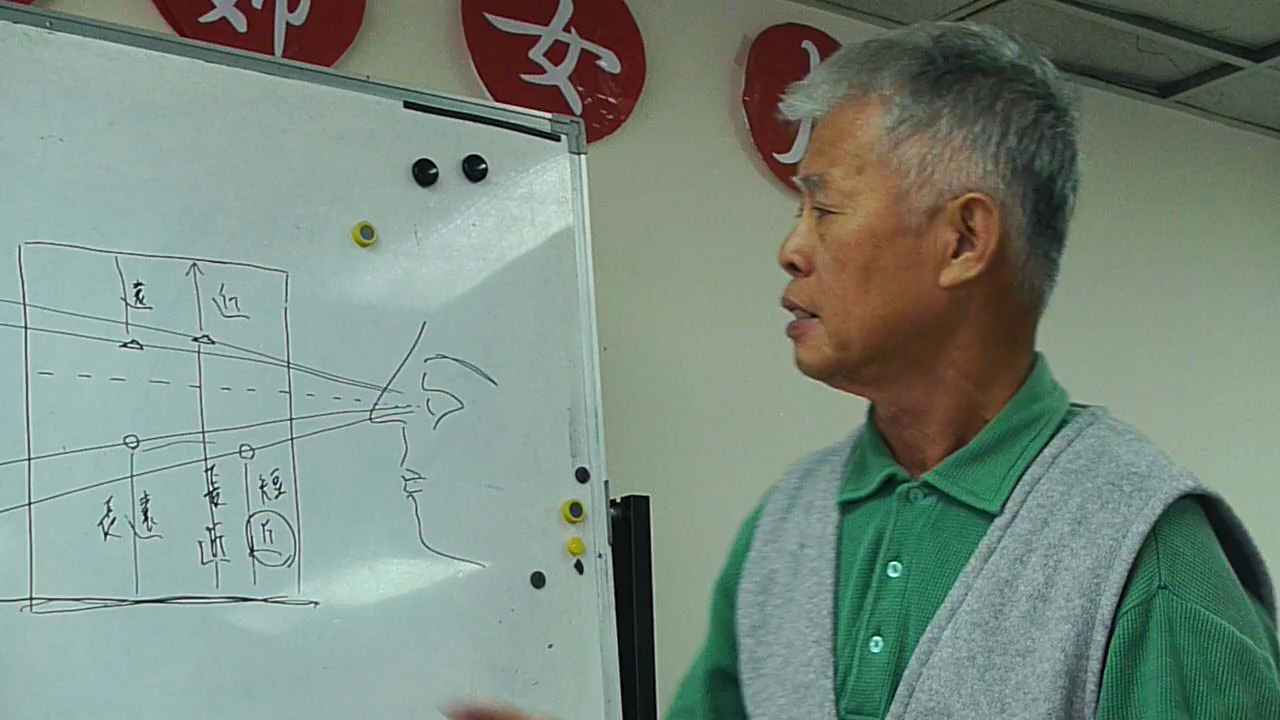 婦女
遠 近
長 遠 長 近 短 近